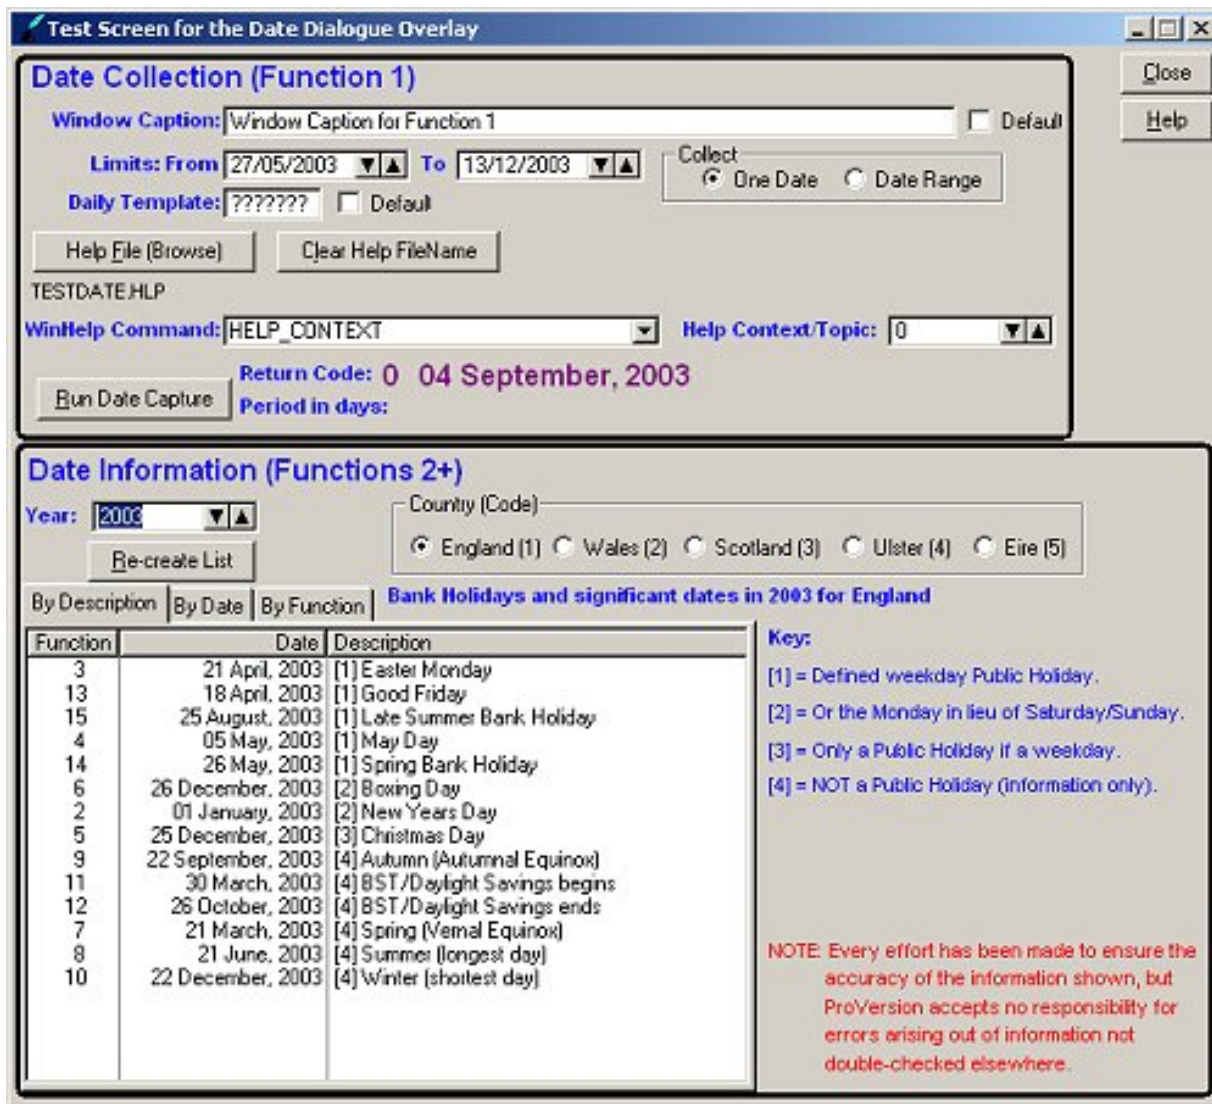 Test Screen for the Date Dialogue Overlay
Close
Help
Date Collection (Function 1)
Window Caption: Window Caption for Function 1 Default
Limits: From 27/05/2003 To 13/12/2003
Collect
One Date Date Range
Daily Template: ??????? Default
Help File (Browse) Clear Help FileName
TESTDATE.HLP
WinHelp Command: HELP_CONTEXT Help Context/Topic: 0
Run Date Capture
Return Code: 0 04 September, 2003
Period in days:
Date Information (Functions 2+)
Year: 2003
Country (Code)
England (1) Wales (2) Scotland (3) Ulster (4) Eire (5)
Re-create List
By Description By Date By Function
Bank Holidays and significant dates in 2003 for England
Function Date Description
3 21 April, 2003 [1] Easter Monday
13 18 April, 2003 [1] Good Friday
15 25 August, 2003 [1] Late Summer Bank Holiday
4 05 May, 2003 [1] May Day
14 26 May, 2003 [1] Spring Bank Holiday
6 26 December, 2003 [2] Boxing Day
2 01 January, 2003 [2] New Years Day
5 25 December, 2003 [3] Christmas Day
9 22 September, 2003 [4] Autumn (Autumnal Equinox)
11 30 March, 2003 [4] BST/Daylight Savings begins
12 26 October, 2003 [4] BST/Daylight Savings ends
7 21 March, 2003 [4] Spring (Vernal Equinox)
8 21 June, 2003 [4] Summer (longest day)
10 22 December, 2003 [4] Winter (shortest day)
Key:
[1] = Defined weekday Public Holiday.
[2] = Or the Monday in lieu of Saturday/Sunday.
[3] = Only a Public Holiday if a weekday.
[4] = NOT a Public Holiday (information only).
NOTE: Every effort has been made to ensure the
accuracy of the information shown, but
ProVersion accepts no responsibility for
errors arising out of information not
double-checked elsewhere.